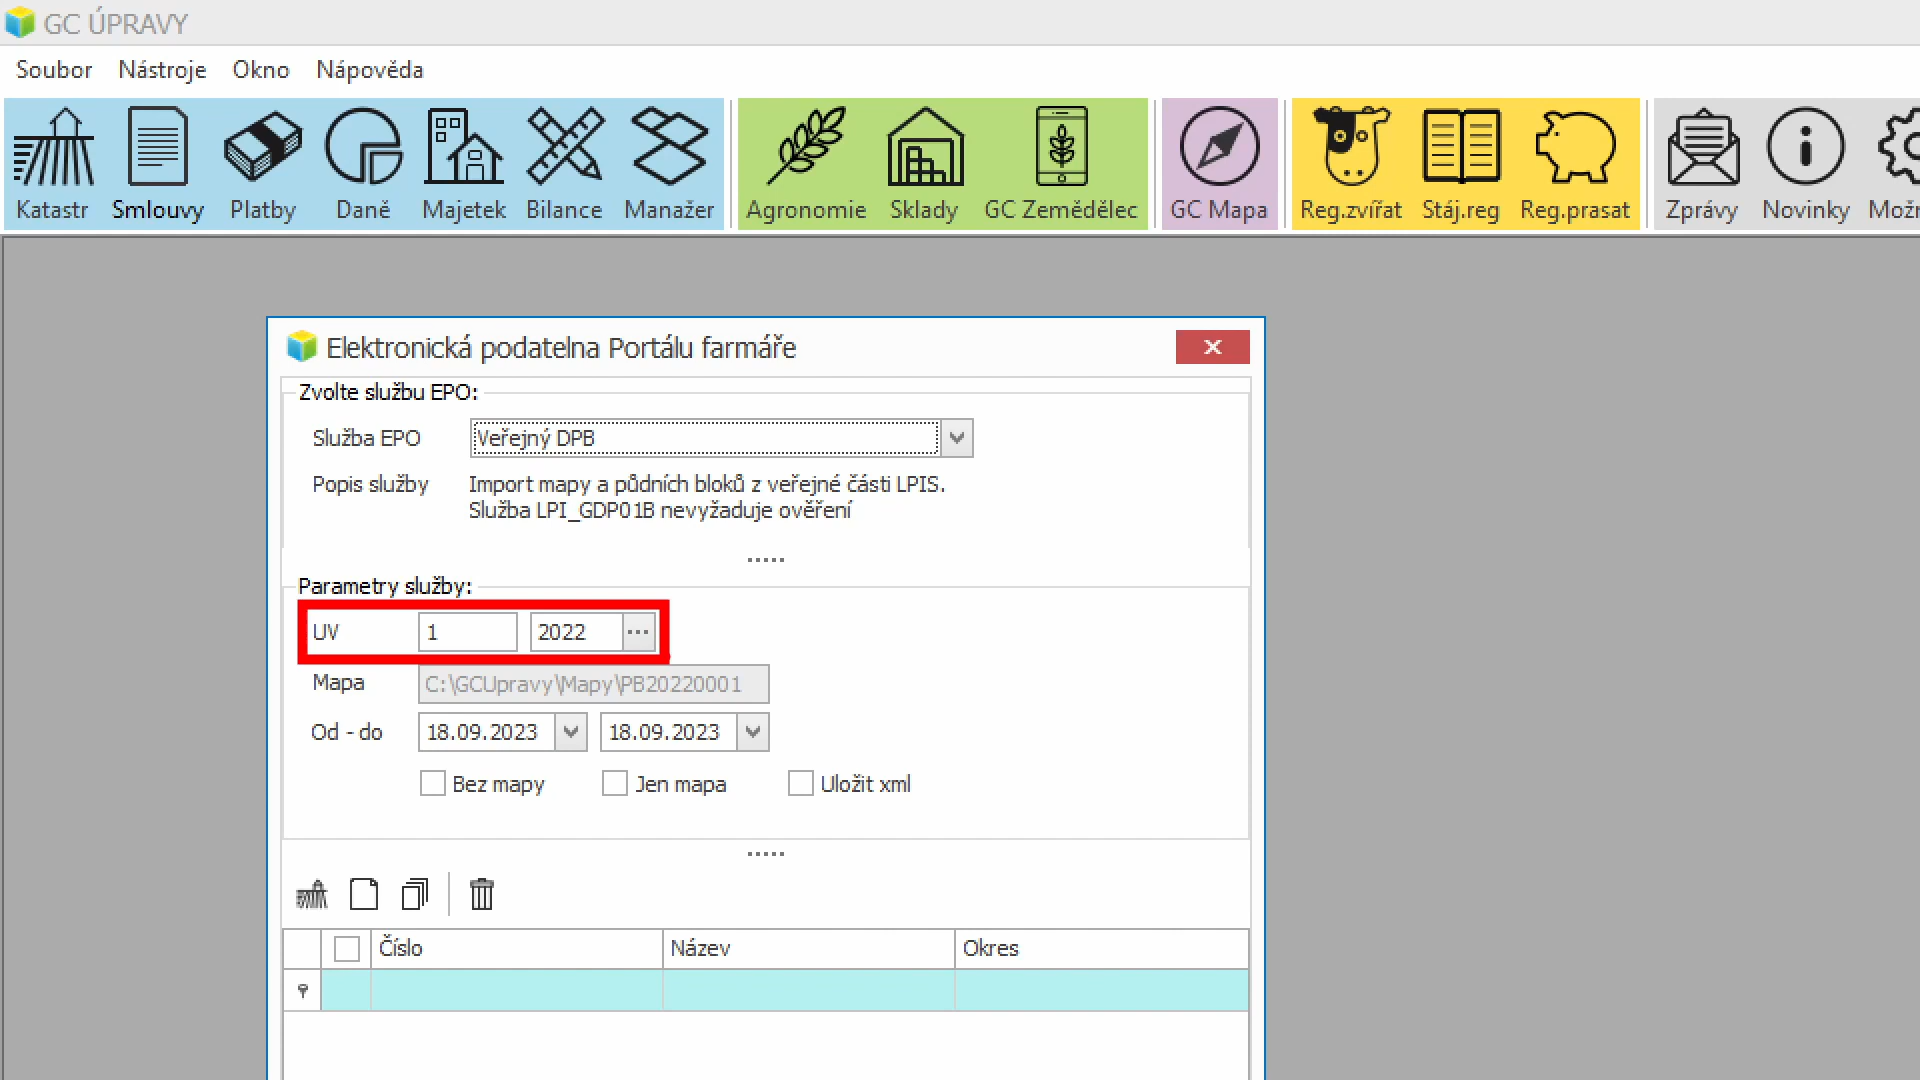 GC ÚPRAVY
Soubor Nástroje Okno Nápověda
Katastr Smlouvy Platby Daně Majetek Bilance Manažer Agronomie Sklady GC Zemědělec GC Mapa Reg.zvířat Stáj.reg Reg.prasat Zprávy Novinky Možn
Elektronická podatelna Portálu farmáře
Zvolte službu EPO:
Služba EPO Veřejný DPB
Popis služby Import mapy a půdních bloků z veřejné části LPIS.
Služba LPI_GDP01B nevyžaduje ověření
Parametry služby:
UV 1 2022 ...
Mapa C:\GCUpravy\Mapy\PB20220001
Od - do 18.09.2023 18.09.2023
Bez mapy Jen mapa Uložit xml
Číslo Název Okres